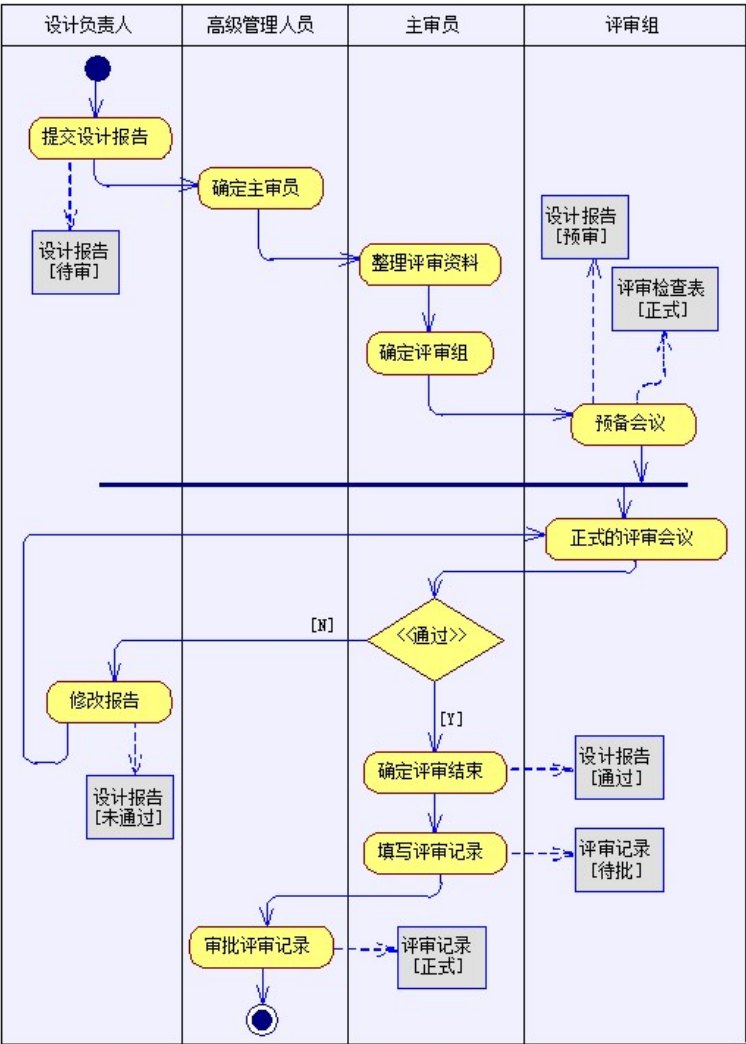 设计负责人
高级管理人员
主审员
评审组
提交设计报告
确定主审员
设计报告
[预审]
设计报告
[待审]
整理评审资料
评审检查表
[正式]
确定评审组
预备会议
正式的评审会议
[N]
<<通过>>
修改报告
[Y]
设计报告
[未通过]
确定评审结束
设计报告
[通过]
填写评审记录
评审记录
[待批]
审批评审记录
评审记录
[正式]